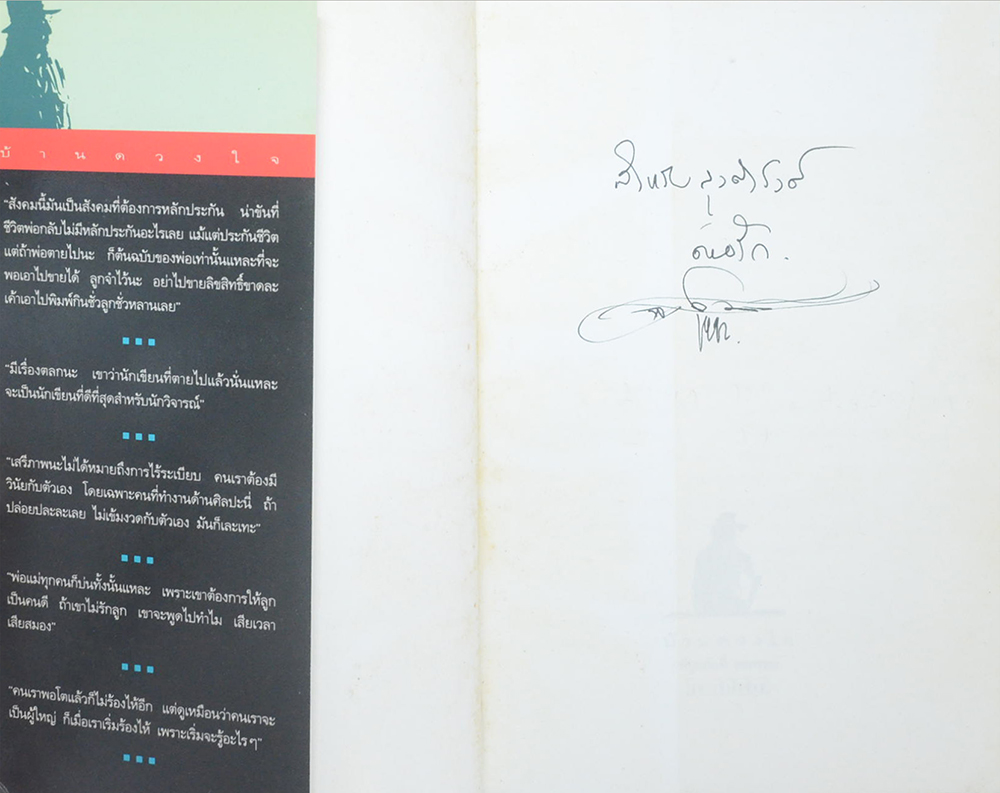 บ้านดวงใจ
"สังคมนี้มันเป็นสังคมที่ต้องการหลักประกัน น่าขันที่
ชีวิตพ่อกลับไม่มีหลักประกันอะไรเลย แม้แต่ประกันชีวิต
แต่ถ้าพ่อตายไปนะ ก็ต้นฉบับของพ่อเท่านั้นแหละที่จะ
พอเอาไปขายได้ ลูกจำไว้นะ อย่าไปขายลิขสิทธิ์ขาดละ
เค้าเอาไปพิมพ์กินชั่วลูกชั่วหลานเลย"
"มีเรื่องตลกนะ เขาว่านักเขียนที่ตายไปแล้วนั่นแหละ
จะเป็นนักเขียนที่ดีที่สุดสำหรับนักวิจารณ์"
"เสรีภาพนะไม่ได้หมายถึงการไร้ระเบียบ คนเราต้องมี
วินัยกับตัวเอง โดยเฉพาะคนที่ทำงานด้านศิลปะนี่ ถ้า
ปล่อยปละละเลย ไม่เข้มงวดกับตัวเอง มันก็เละเทะ"
"พ่อแม่ทุกคนก็บ่นทั้งนั้นแหละ เพราะเขาต้องการให้ลูก
เป็นคนดี ถ้าเขาไม่รักลูก เขาจะพูดไปทำไม เสียเวลา
เสียสมอง"
"คนเราพอโตแล้วก็ไม่ร้องไห้อีก แต่ดูเหมือนว่าคนเราจะ
เป็นผู้ใหญ่ ก็เมื่อเราเริ่มร้องไห้ เพราะเริ่มจะรู้อะไรๆ"
สำหรับ